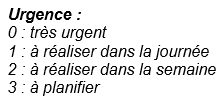 Urgence :
0 : très urgent
1 : à réaliser dans la journée
2 : à réaliser dans la semaine
3 : à planifier